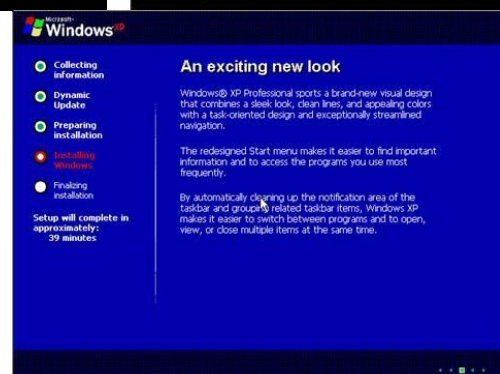 Microsoft®
Windows XP
Collecting
information
Dynamic
Update
Preparing
installation
Installing
Windows
Finalizing
installation
Setup will complete in
approximately:
39 minutes
An exciting new look
Windows® XP Professional sports a brand-new visual design
that combines a sleek look, clean lines, and appealing colors
with a task-oriented design and exceptionally streamlined
navigation.
The redesigned Start menu makes it easier to find important
information and to access the programs you use most
frequently.
By automatically cleaning up the notification area of the
taskbar and grouping related taskbar items, Windows XP
makes it easier to switch between programs and to open,
view, or close multiple items at the same time.